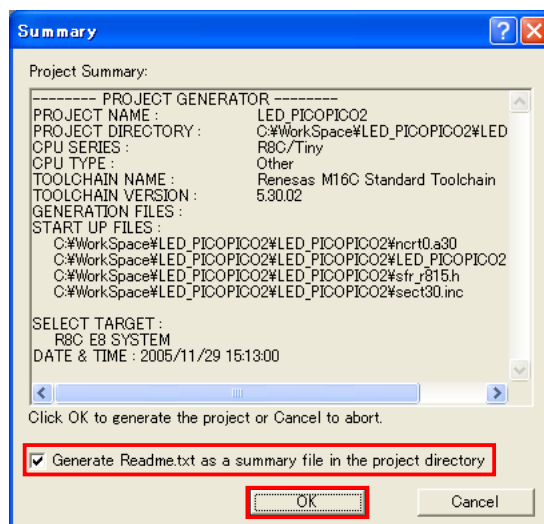 Summary
Project Summary:
-------- PROJECT GENERATOR --------
PROJECT NAME : LED_PICOPICO2
PROJECT DIRECTORY : C:¥WorkSpace¥LED_PICOPICO2¥LED
CPU SERIES : R8C/Tiny
CPU TYPE : Other
TOOLCHAIN NAME : Renesas M16C Standard Toolchain
TOOLCHAIN VERSION : 5.30.02
GENERATION FILES :
START UP FILES :
C:¥WorkSpace¥LED_PICOPICO2¥LED_PICOPICO2¥ncrt0.a30
C:¥WorkSpace¥LED_PICOPICO2¥LED_PICOPICO2¥LED_PICOPICO2
C:¥WorkSpace¥LED_PICOPICO2¥LED_PICOPICO2¥sfr_r815.h
C:¥WorkSpace¥LED_PICOPICO2¥LED_PICOPICO2¥sect30.inc
SELECT TARGET :
R8C E8 SYSTEM
DATE & TIME : 2005/11/29 15:13:00
Click OK to generate the project or Cancel to abort.
Generate Readme.txt as a summary file in the project directory
OK Cancel